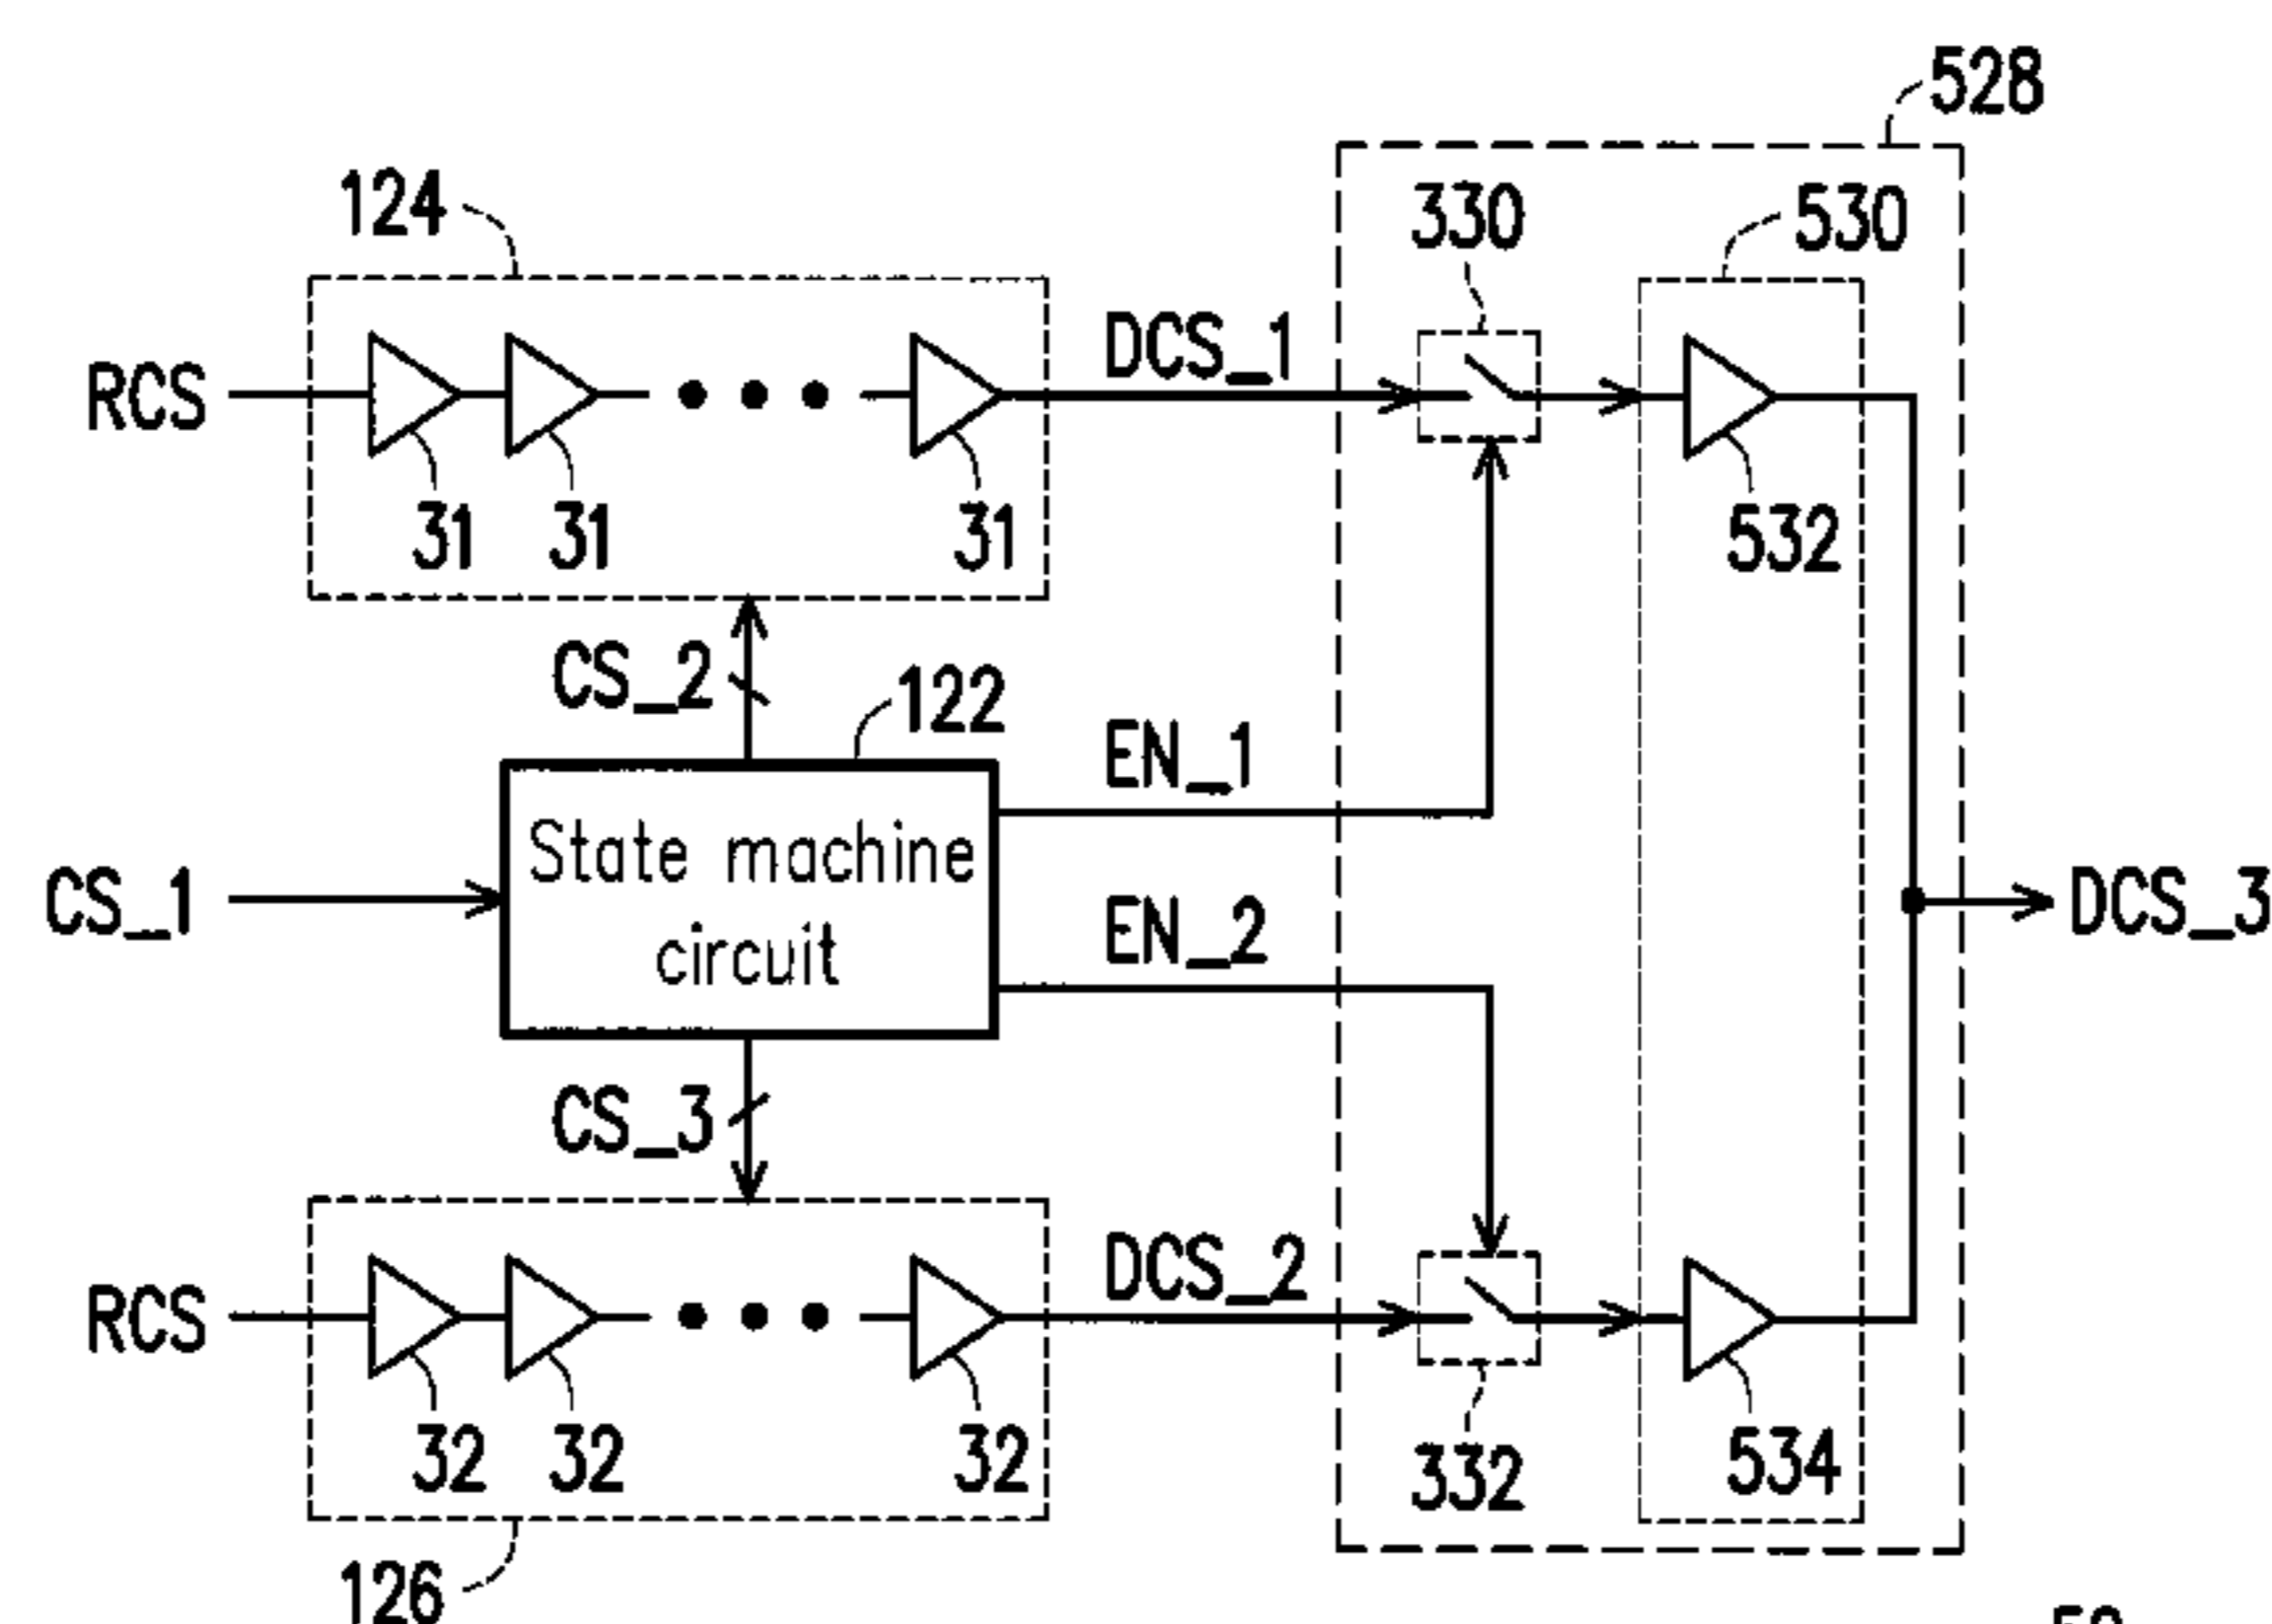 528
124
330
530
DCS_1
RCS
31
31
31
532
CS_2
122
EN_1
State machine
circuit
CS_1
EN_2
DCS_3
CS_3
DCS_2
RCS
32
32
32
332
534
126